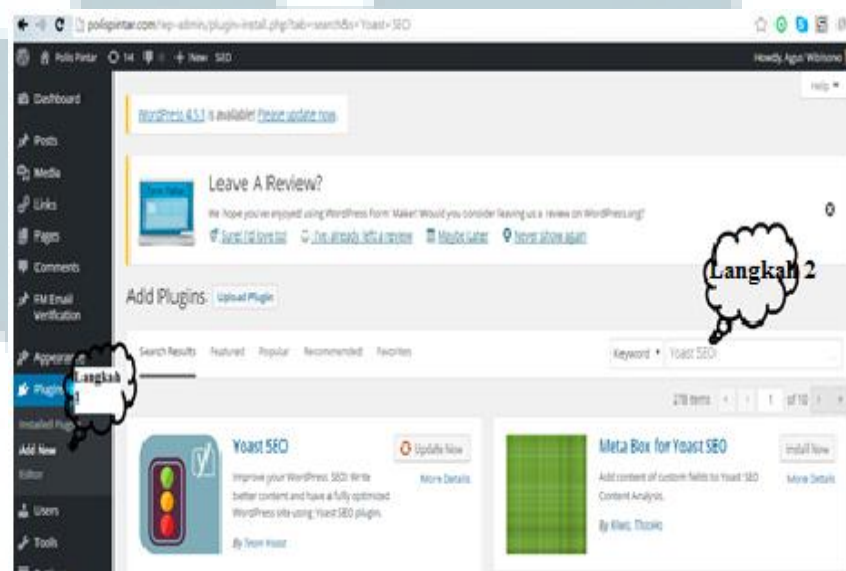 polispintar.com/wp-admin/plugin-install.php?tab=search&s=Yoast+SEO
Polis Pintar 14 New SEO Howdy, Agus Wibisono
Help
Dashboard
Posts
Media
Links
Pages
Comments
FM Email
Verification
Appearance
Plugins
Add New
Editor
Users
Tools
WordPress 4.5.1 is available! Please update now.
Leave A Review?
We hope you've enjoyed using WordPress Form Maker! Would you consider leaving us a review on WordPress.org?
Sure! I'd love to! I've already left a review Maybe Later Never show again
Langkah 2
Add Plugins Upload Plugin
Search Results Featured Popular Recommended Favorites
Keyword Yoast SEO
Langkah
1
278 items 1 of 10
Yoast SEO
Update Now
More Details
Improve your WordPress SEO: Write
better content and have a fully optimized
WordPress site using Yoast SEO plugin.
By Team Yoast
Meta Box for Yoast SEO
Install Now
More Details
Add content of custom fields to Yoast SEO
Content Analysis.